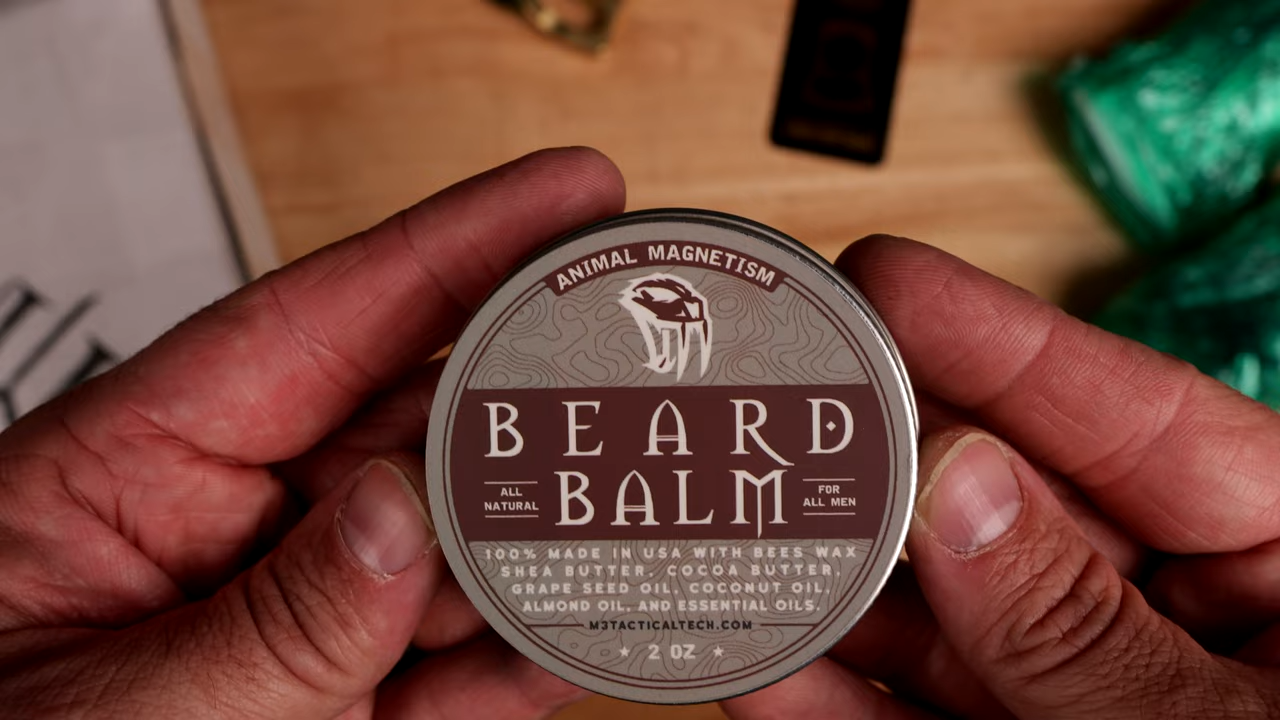 ANIMAL MAGNETISM
BEARD
BALM
ALL
NATURAL
FOR
ALL MEN
100% MADE IN USA WITH BEES WAX
SHEA BUTTER, COCOA BUTTER,
GRAPE SEED OIL, COCONUT OIL,
ALMOND OIL, AND ESSENTIAL OILS.
M3TACTICALTECH.COM
★ 2 OZ ★